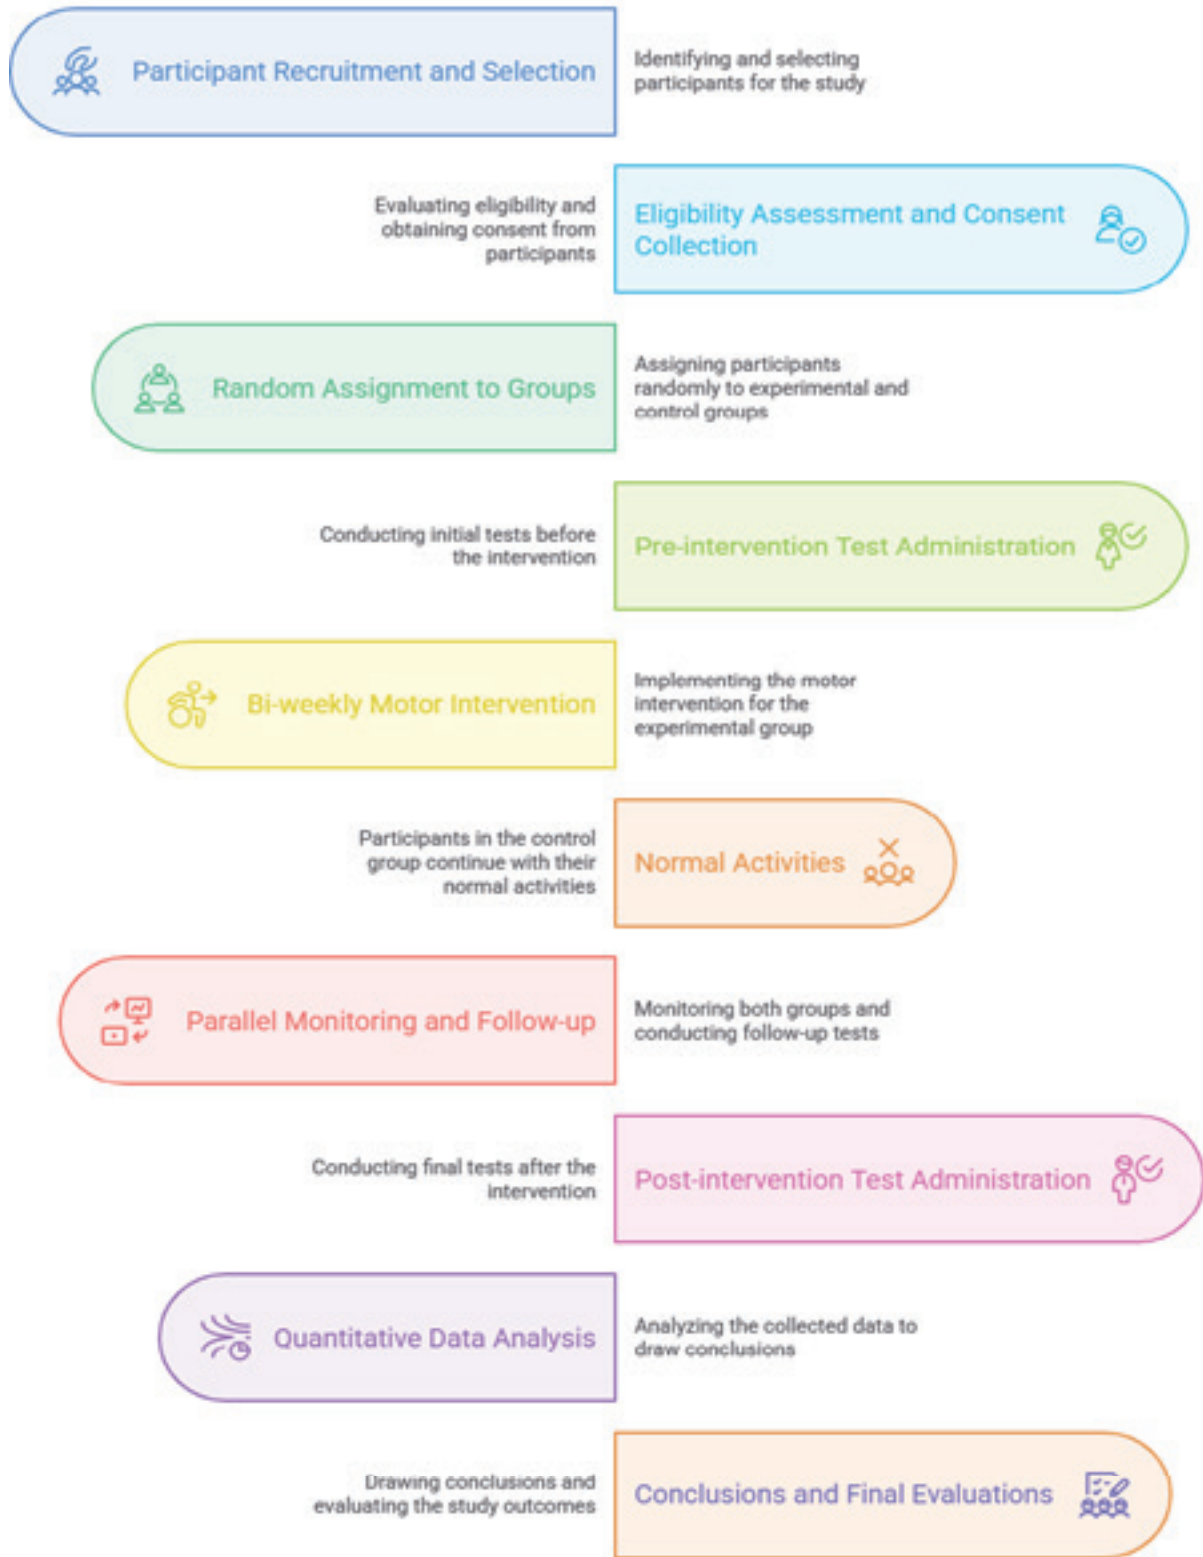 Participant Recruitment and Selection
Identifying and selecting
participants for the study
Evaluating eligibility and
obtaining consent from
participants
Eligibility Assessment and Consent
Collection
Random Assignment to Groups
Assigning participants
randomly to experimental and
control groups
Conducting initial tests before
the intervention
Pre-intervention Test Administration
Bi-weekly Motor Intervention
Implementing the motor
intervention for the
experimental group
Participants in the control
group continue with their
normal activities
Normal Activities
Parallel Monitoring and Follow-up
Monitoring both groups and
conducting follow-up tests
Conducting final tests after the
intervention
Post-intervention Test Administration
Quantitative Data Analysis
Analyzing the collected data to
draw conclusions
Drawing conclusions and
evaluating the study outcomes
Conclusions and Final Evaluations